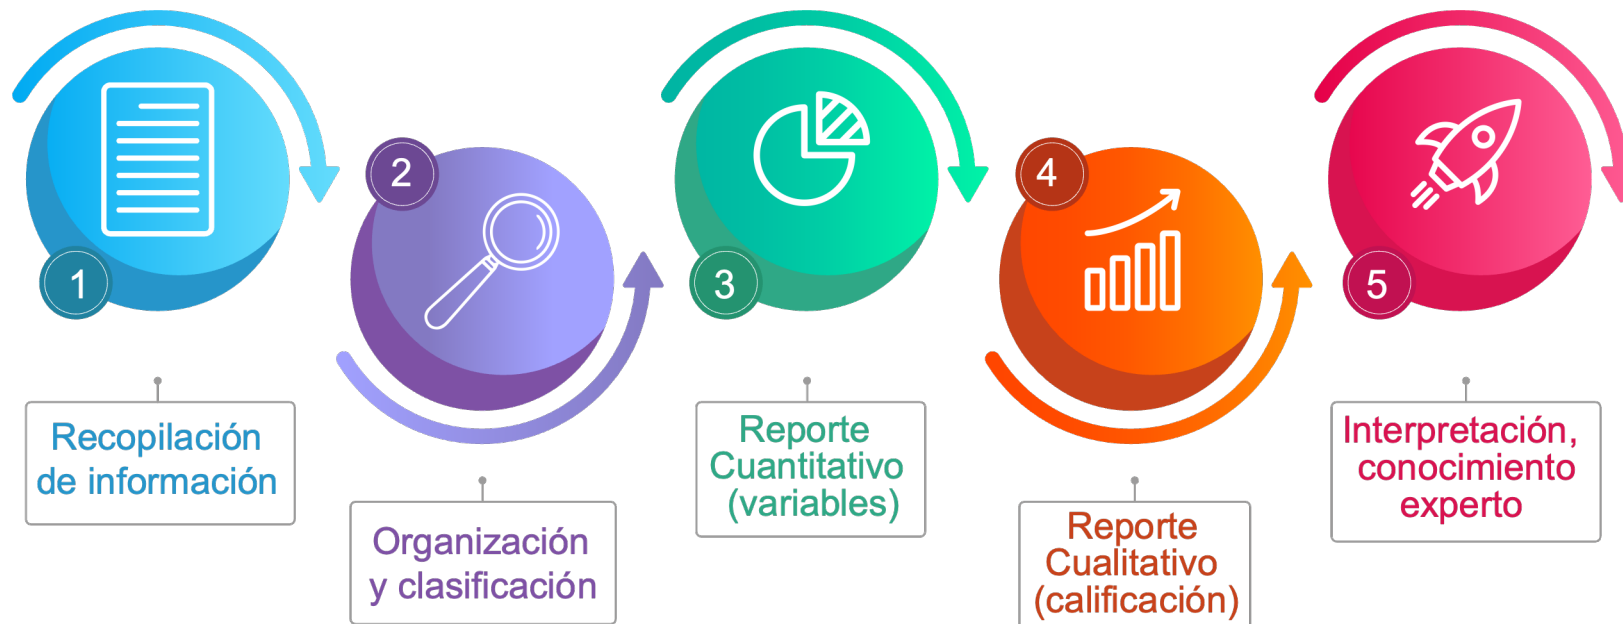 1
Recopilación
de información
2
Organización
y clasificación
3
Reporte
Cuantitativo
(variables)
4
Reporte
Cualitativo
(calificación)
5
Interpretación,
conocimiento
experto